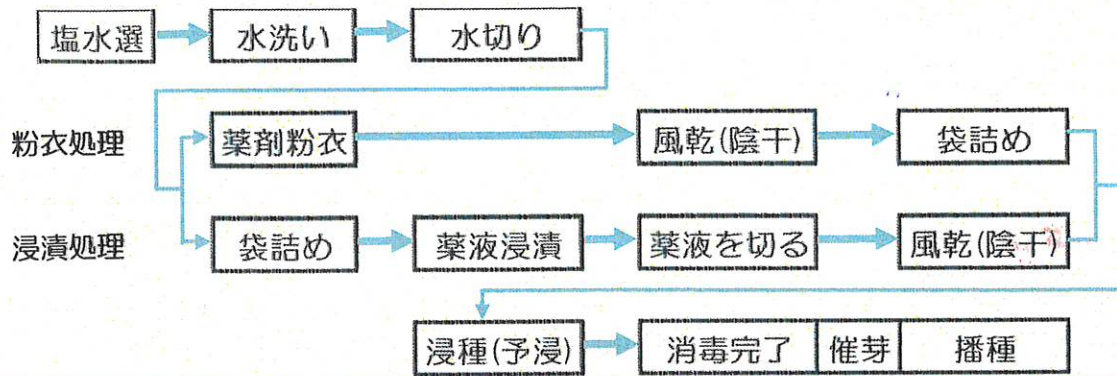 塩水選 水洗い 水切り
粉衣処理 薬剤粉衣 風乾(陰干) 袋詰め
浸漬処理 袋詰め 薬液浸漬 薬液を切る 風乾(陰干)
浸種(予浸) 消毒完了 催芽 播種